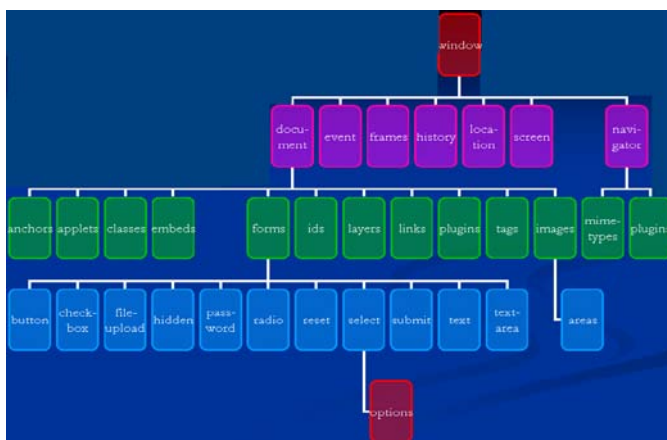 window
docu-
ment
event
frames
history
loca-
tion
screen
navi-
gator
anchors
applets
classes
embeds
forms
ids
layers
links
plugins
tags
images
mime-
types
plugins
button
check-
box
file-
upload
hidden
pass-
word
radio
reset
select
submit
text
text-
area
areas
options